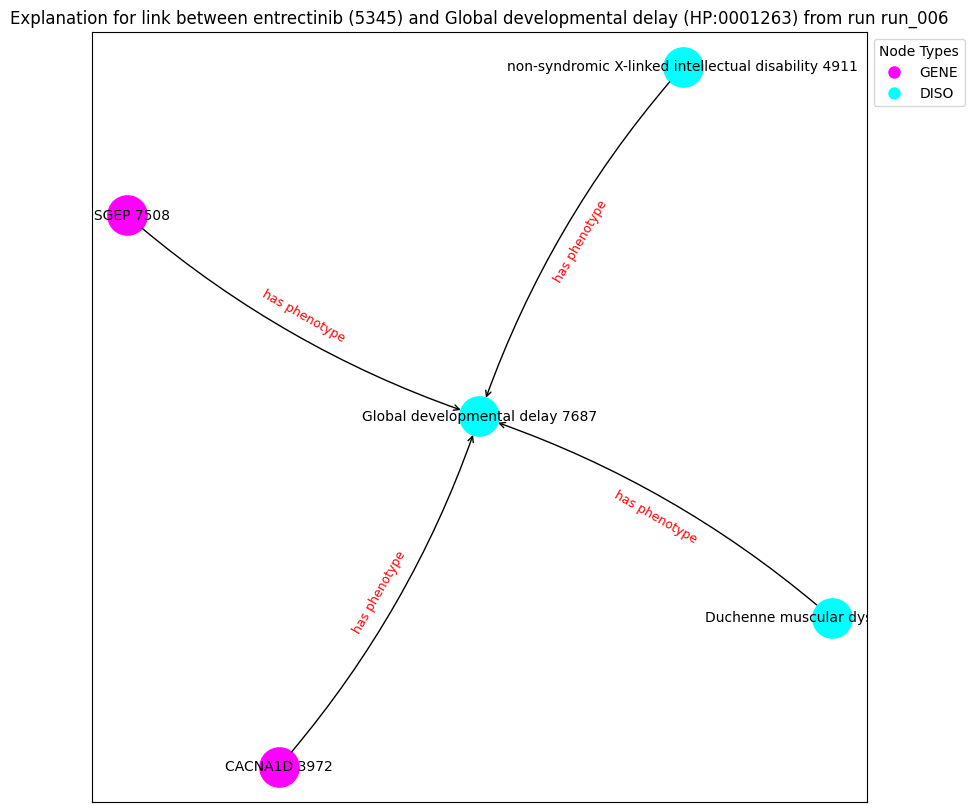 Explanation for link between entrectinib (5345) and Global developmental delay (HP:0001263) from run run_006
Node Types
GENE
DISO
non-syndromic X-linked intellectual disability 4911
has phenotype
SGEP 7508
has phenotype
Global developmental delay 7687
has phenotype
has phenotype
Duchenne muscular dys
CACNA1D 3972